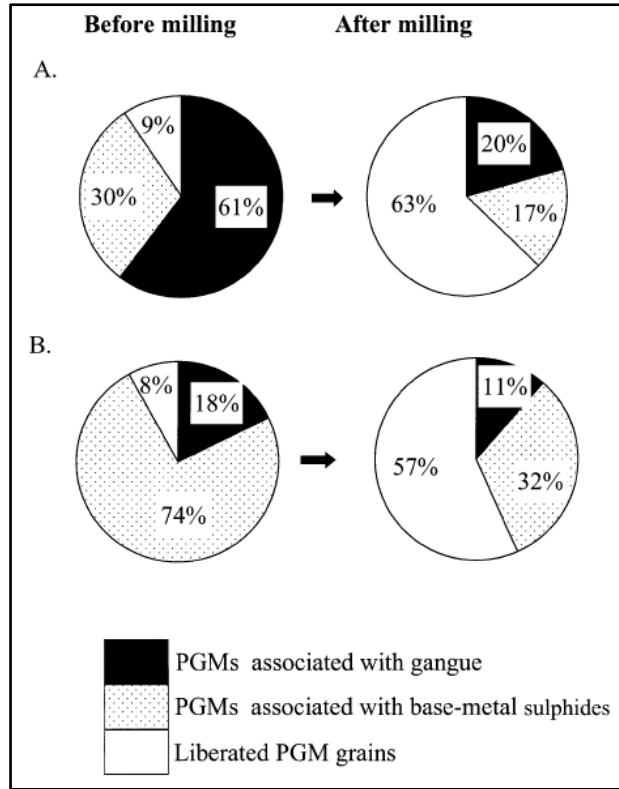 Before milling After milling
A.
9%
30%
61%
20%
63%
17%
B.
8%
18%
74%
11%
57%
32%
PGMs associated with gangue
PGMs associated with base-metal sulphides
Liberated PGM grains